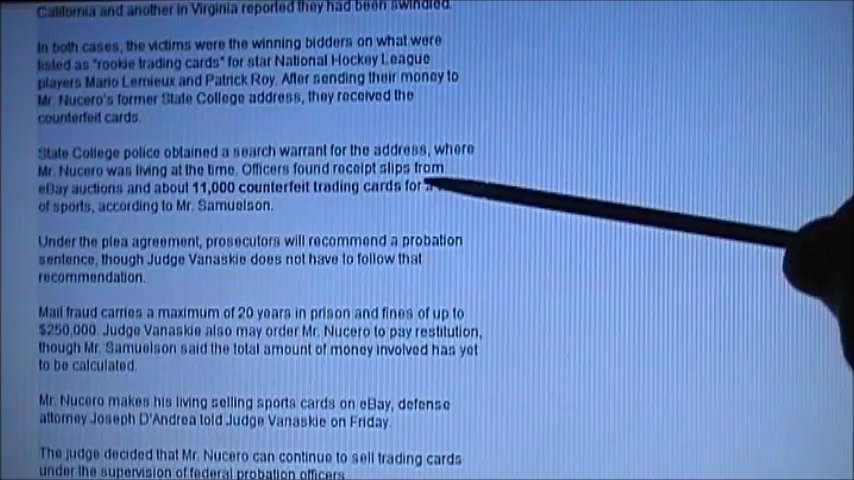 California and another in Virginia reported they had been swindled.
In both cases, the victims were the winning bidders on what were
listed as "rookie trading cards" for star National Hockey League
players Mario Lemieux and Patrick Roy. After sending their money to
Mr. Nucero's former State College address, they received the
counterfeit cards.
State College police obtained a search warrant for the address, where
Mr. Nucero was living at the time. Officers found receipt slips from
eBay auctions and about 11,000 counterfeit trading cards for a
of sports, according to Mr. Samuelson.
Under the plea agreement, prosecutors will recommend a probation
sentence, though Judge Vanaskie does not have to follow that
recommendation.
Mail fraud carries a maximum of 20 years in prison and fines of up to
$250,000. Judge Vanaskie also may order Mr. Nucero to pay restitution,
though Mr. Samuelson said the total amount of money involved has yet
to be calculated.
Mr. Nucero makes his living selling sports cards on eBay, defense
attorney Joseph D'Andrea told Judge Vanaskie on Friday.
The judge decided that Mr. Nucero can continue to sell trading cards
under the supervision of federal probation officers